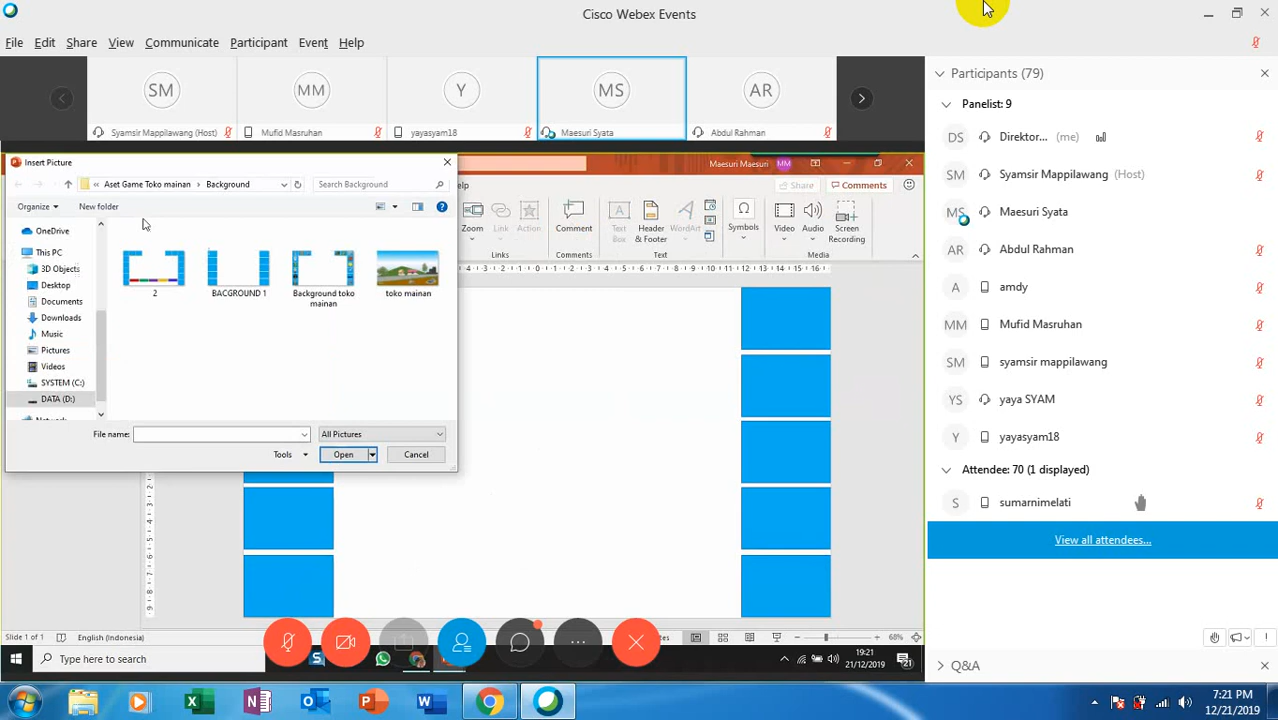 Cisco Webex Events
File Edit Share View Communicate Participant Event Help
SM
Syamsir Mappilawang (Host)
MM
Mufid Masruhan
Y
yayasyam18
MS
Maesuri Syata
AR
Abdul Rahman
Insert Picture
« Aset Game Toko mainan › Background
Search Background
Organize
New folder
OneDrive
This PC
3D Objects
Desktop
Documents
Downloads
Music
Pictures
Videos
SYSTEM (C:)
DATA (D:)
2
BACGROUND 1
Background toko
mainan
toko mainan
File name:
All Pictures
Tools
Open
Cancel
Maesuri Maesuri
MM
Share
Comments
Zoom
Link
Action
Links
Comment
Comments
Text
Box
Header
& Footer
WordArt
Text
Symbols
Video
Audio
Screen
Recording
Media
Slide 1 of 1
English (Indonesia)
68%
Type here to search
19:21
21/12/2019
21
Participants (79)
Panelist: 9
DS Direktor... (me)
SM Syamsir Mappilawang (Host)
MS Maesuri Syata
AR Abdul Rahman
A amdy
MM Mufid Masruhan
SM syamsir mappilawang
YS yaya SYAM
Y yayasyam18
Attendee: 70 (1 displayed)
S sumarnimelati
View all attendees...
Q&A
7:21 PM
12/21/2019